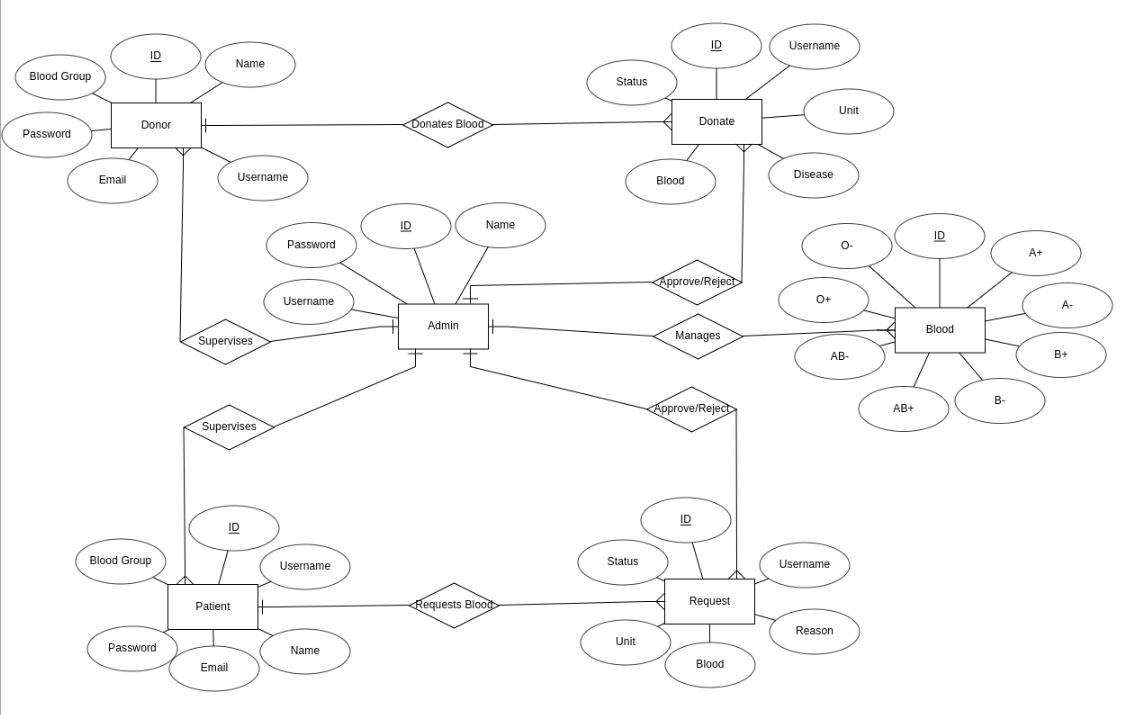 ID
Name
Blood Group
Donor
Password
Email
Username
Donates Blood
ID
Username
Status
Donate
Unit
Blood
Disease
ID
Name
Password
Username
Admin
Approve/Reject
Manages
Supervises
ID
O-
A+
O+
A-
Blood
AB-
B+
AB+
B-
Supervises
Approve/Reject
ID
Blood Group
Username
Patient
Password
Email
Name
Requests Blood
ID
Status
Username
Request
Unit
Reason
Blood